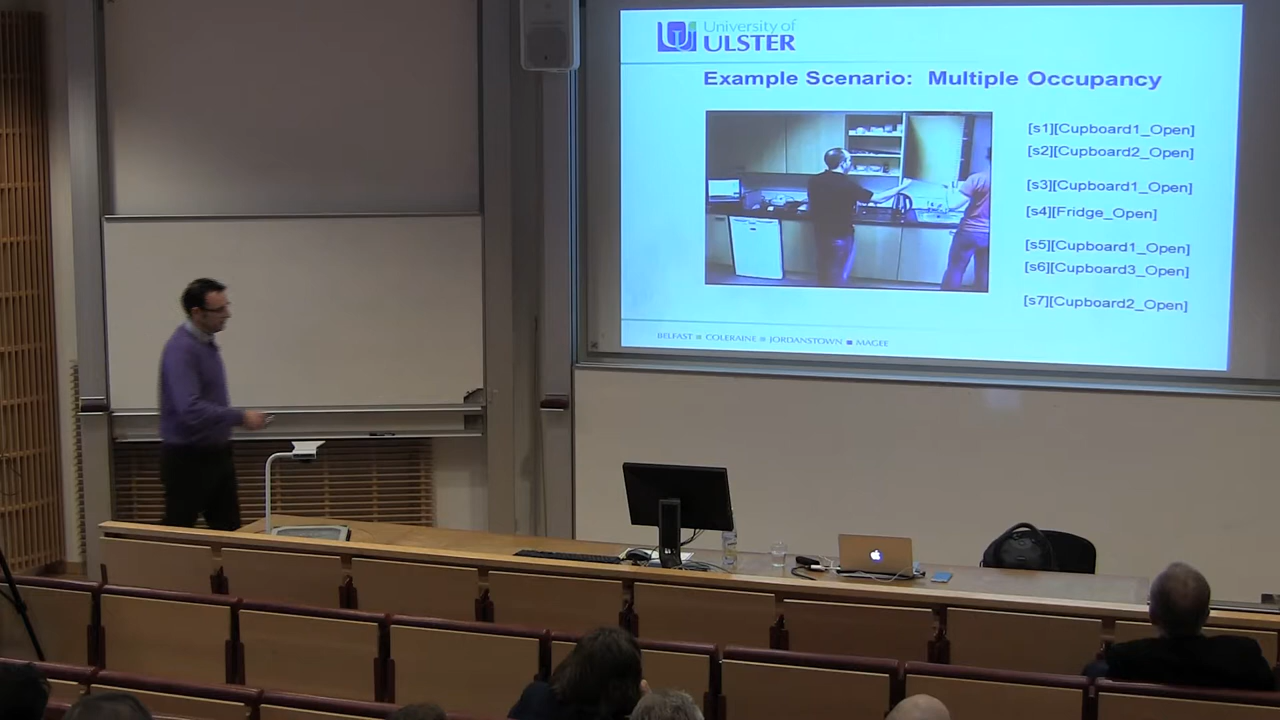 University of
ULSTER
Example Scenario: Multiple Occupancy
[s1][Cupboard1_Open]
[s2][Cupboard2_Open]
[s3][Cupboard1_Open]
[s4][Fridge_Open]
[s5][Cupboard1_Open]
[s6][Cupboard3_Open]
[s7][Cupboard2_Open]
BELFAST COLERAINE JORDANSTOWN MAGEE